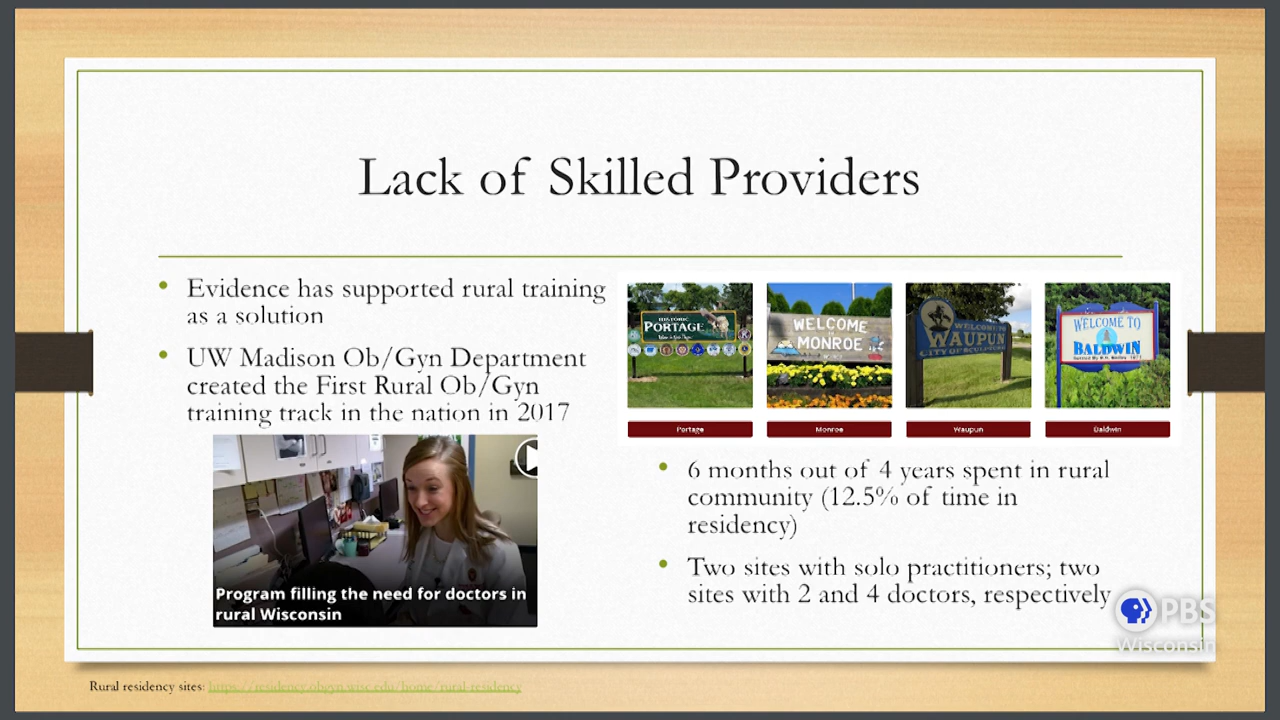 Lack of Skilled Providers
• Evidence has supported rural training
as a solution
• UW Madison Ob/Gyn Department
created the First Rural Ob/Gyn
training track in the nation in 2017
Program filling the need for doctors in
rural Wisconsin
HISTORIC
PORTAGE
WELCOME
MONROE
WELCOME TO
WAUPUN
CITY OF SCULPTURE
WELCOME TO
BALDWIN
Portage
Monroe
Waupun
Baldwin
• 6 months out of 4 years spent in rural
community (12.5% of time in
residency)
• Two sites with solo practitioners; two
sites with 2 and 4 doctors, respectively
PBS
Wisconsin
Rural residency sites: https://residency.obgyn.wisc.edu/home/rural-residency